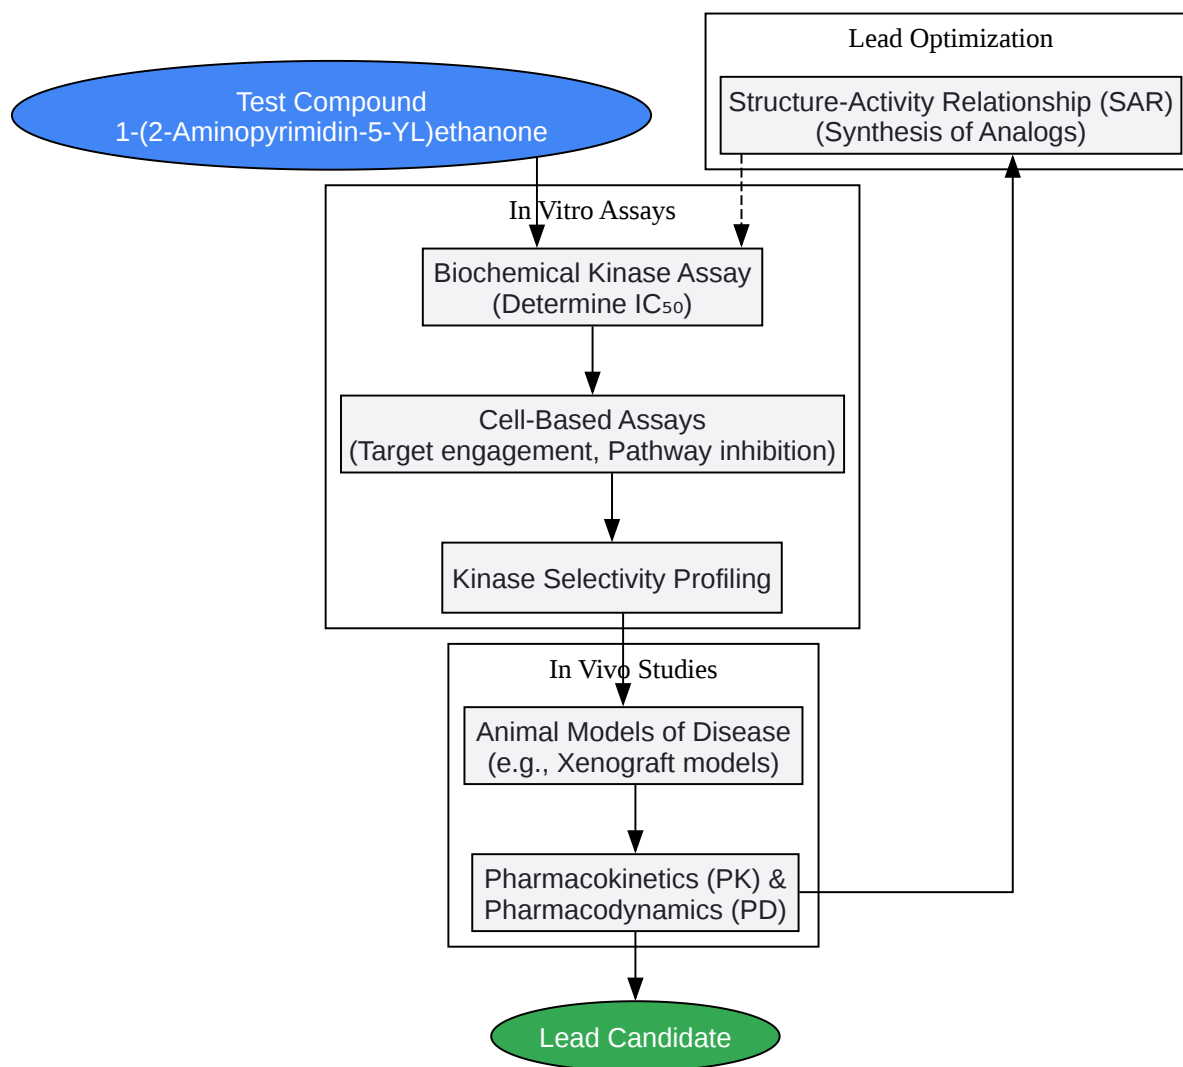 Lead Optimization
Structure-Activity Relationship (SAR)
(Synthesis of Analogs)
Test Compound
1-(2-Aminopyrimidin-5-YL)ethanone
In Vitro Assays
Biochemical Kinase Assay
(Determine IC₅₀)
Cell-Based Assays
(Target engagement, Pathway inhibition)
Kinase Selectivity Profiling
In Vivo Studies
Animal Models of Disease
(e.g., Xenograft models)
Pharmacokinetics (PK) &
Pharmacodynamics (PD)
Lead Candidate